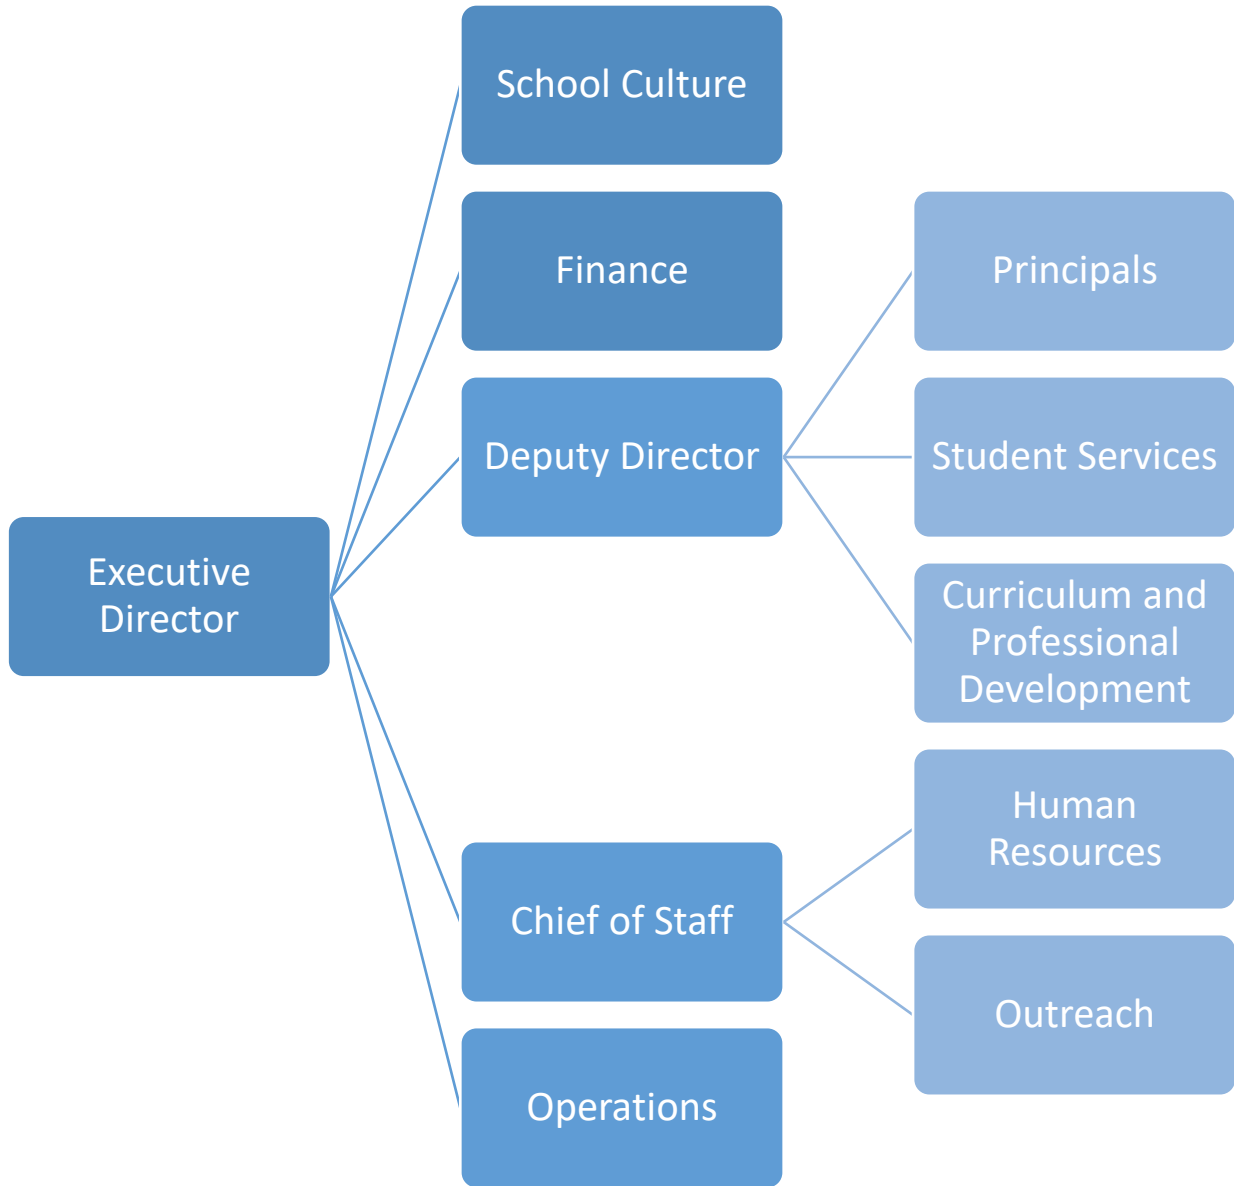 School Culture
Finance
Principals
Deputy Director
Student Services
Executive
Director
Curriculum and
Professional
Development
Human
Resources
Chief of Staff
Outreach
Operations